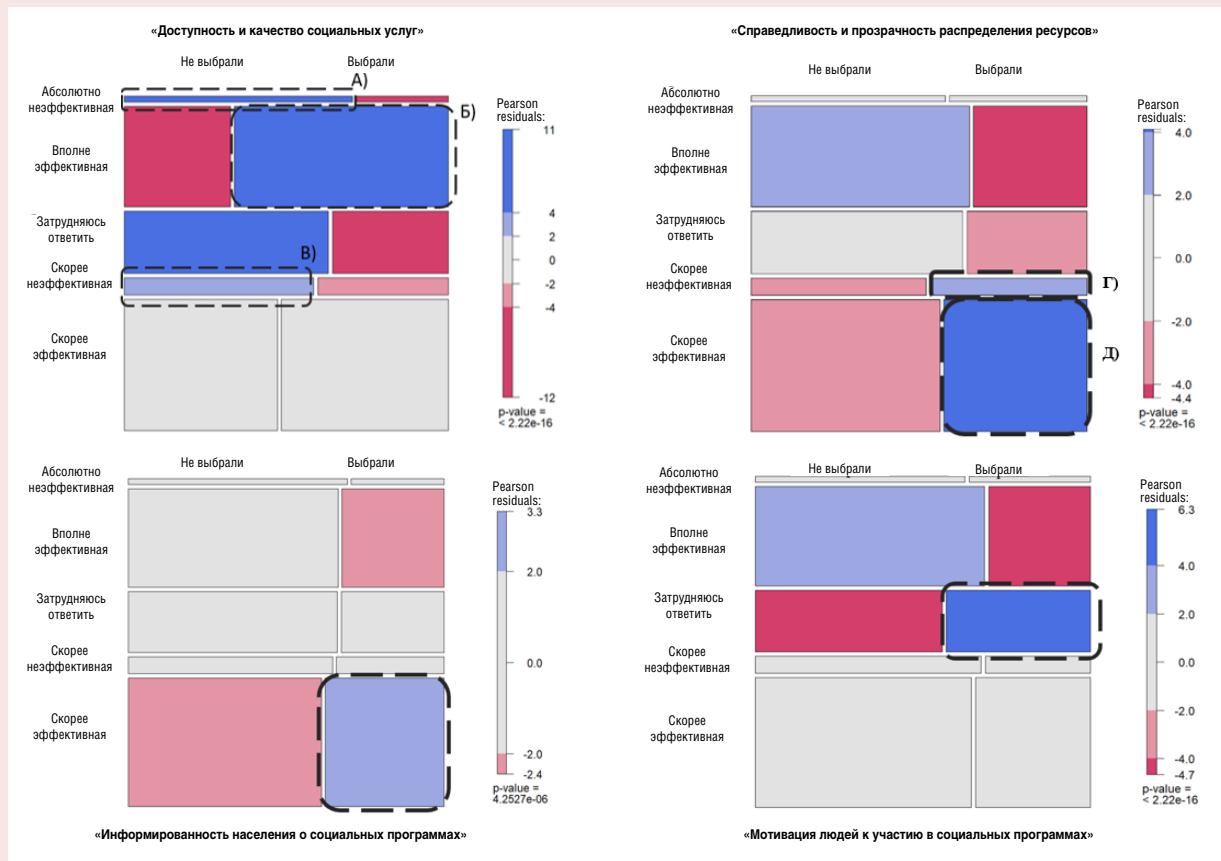 «Доступность и качество социальных услуг»
Не выбрали
Выбрали
Абсолютно
неэффективная
Вполне
эффективная
Затрудняюсь
ответить
Скорее
неэффективная
Скорее
эффективная
А)
Б)
В)
Pearson
residuals:
11
4
2
0
-2
-4
-12
p-value =
< 2.22e-16
«Справедливость и прозрачность распределения ресурсов»
Не выбрали
Выбрали
Абсолютно
неэффективная
Вполне
эффективная
Затрудняюсь
ответить
Скорее
неэффективная
Скорее
эффективная
Г)
Д)
Pearson
residuals:
4.0
2.0
0.0
-2.0
-4.0
-4.4
p-value =
< 2.22e-16
Не выбрали
Выбрали
Абсолютно
неэффективная
Вполне
эффективная
Затрудняюсь
ответить
Скорее
неэффективная
Скорее
эффективная
Pearson
residuals:
3.3
2.0
0.0
-2.0
-2.4
p-value =
4.2527e-06
«Информированность населения о социальных программах»
Не выбрали
Выбрали
Абсолютно
неэффективная
Вполне
эффективная
Затрудняюсь
ответить
Скорее
неэффективная
Скорее
эффективная
Pearson
residuals:
6.3
4.0
2.0
0.0
-2.0
-4.0
-4.7
p-value =
< 2.22e-16
«Мотивация людей к участию в социальных программах»